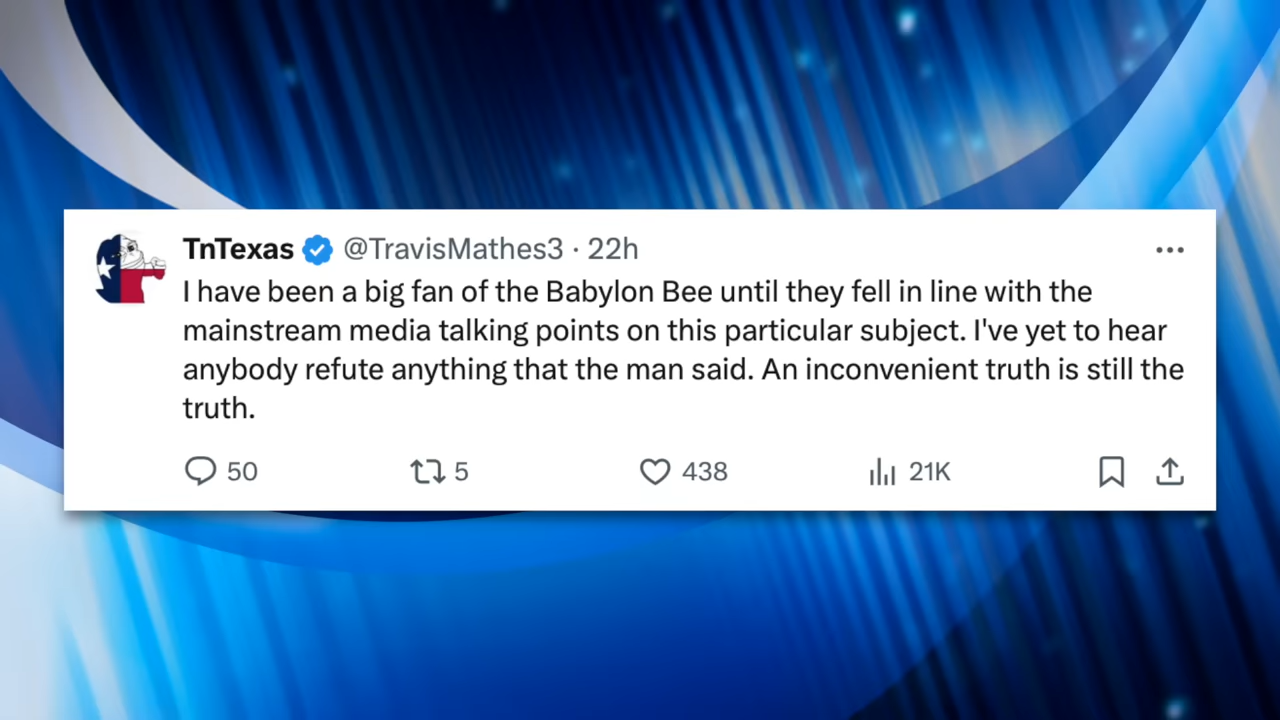 TnTexas @TravisMathes3 · 22h
I have been a big fan of the Babylon Bee until they fell in line with the
mainstream media talking points on this particular subject. I've yet to hear
anybody refute anything that the man said. An inconvenient truth is still the
truth.
50 5 438 21K